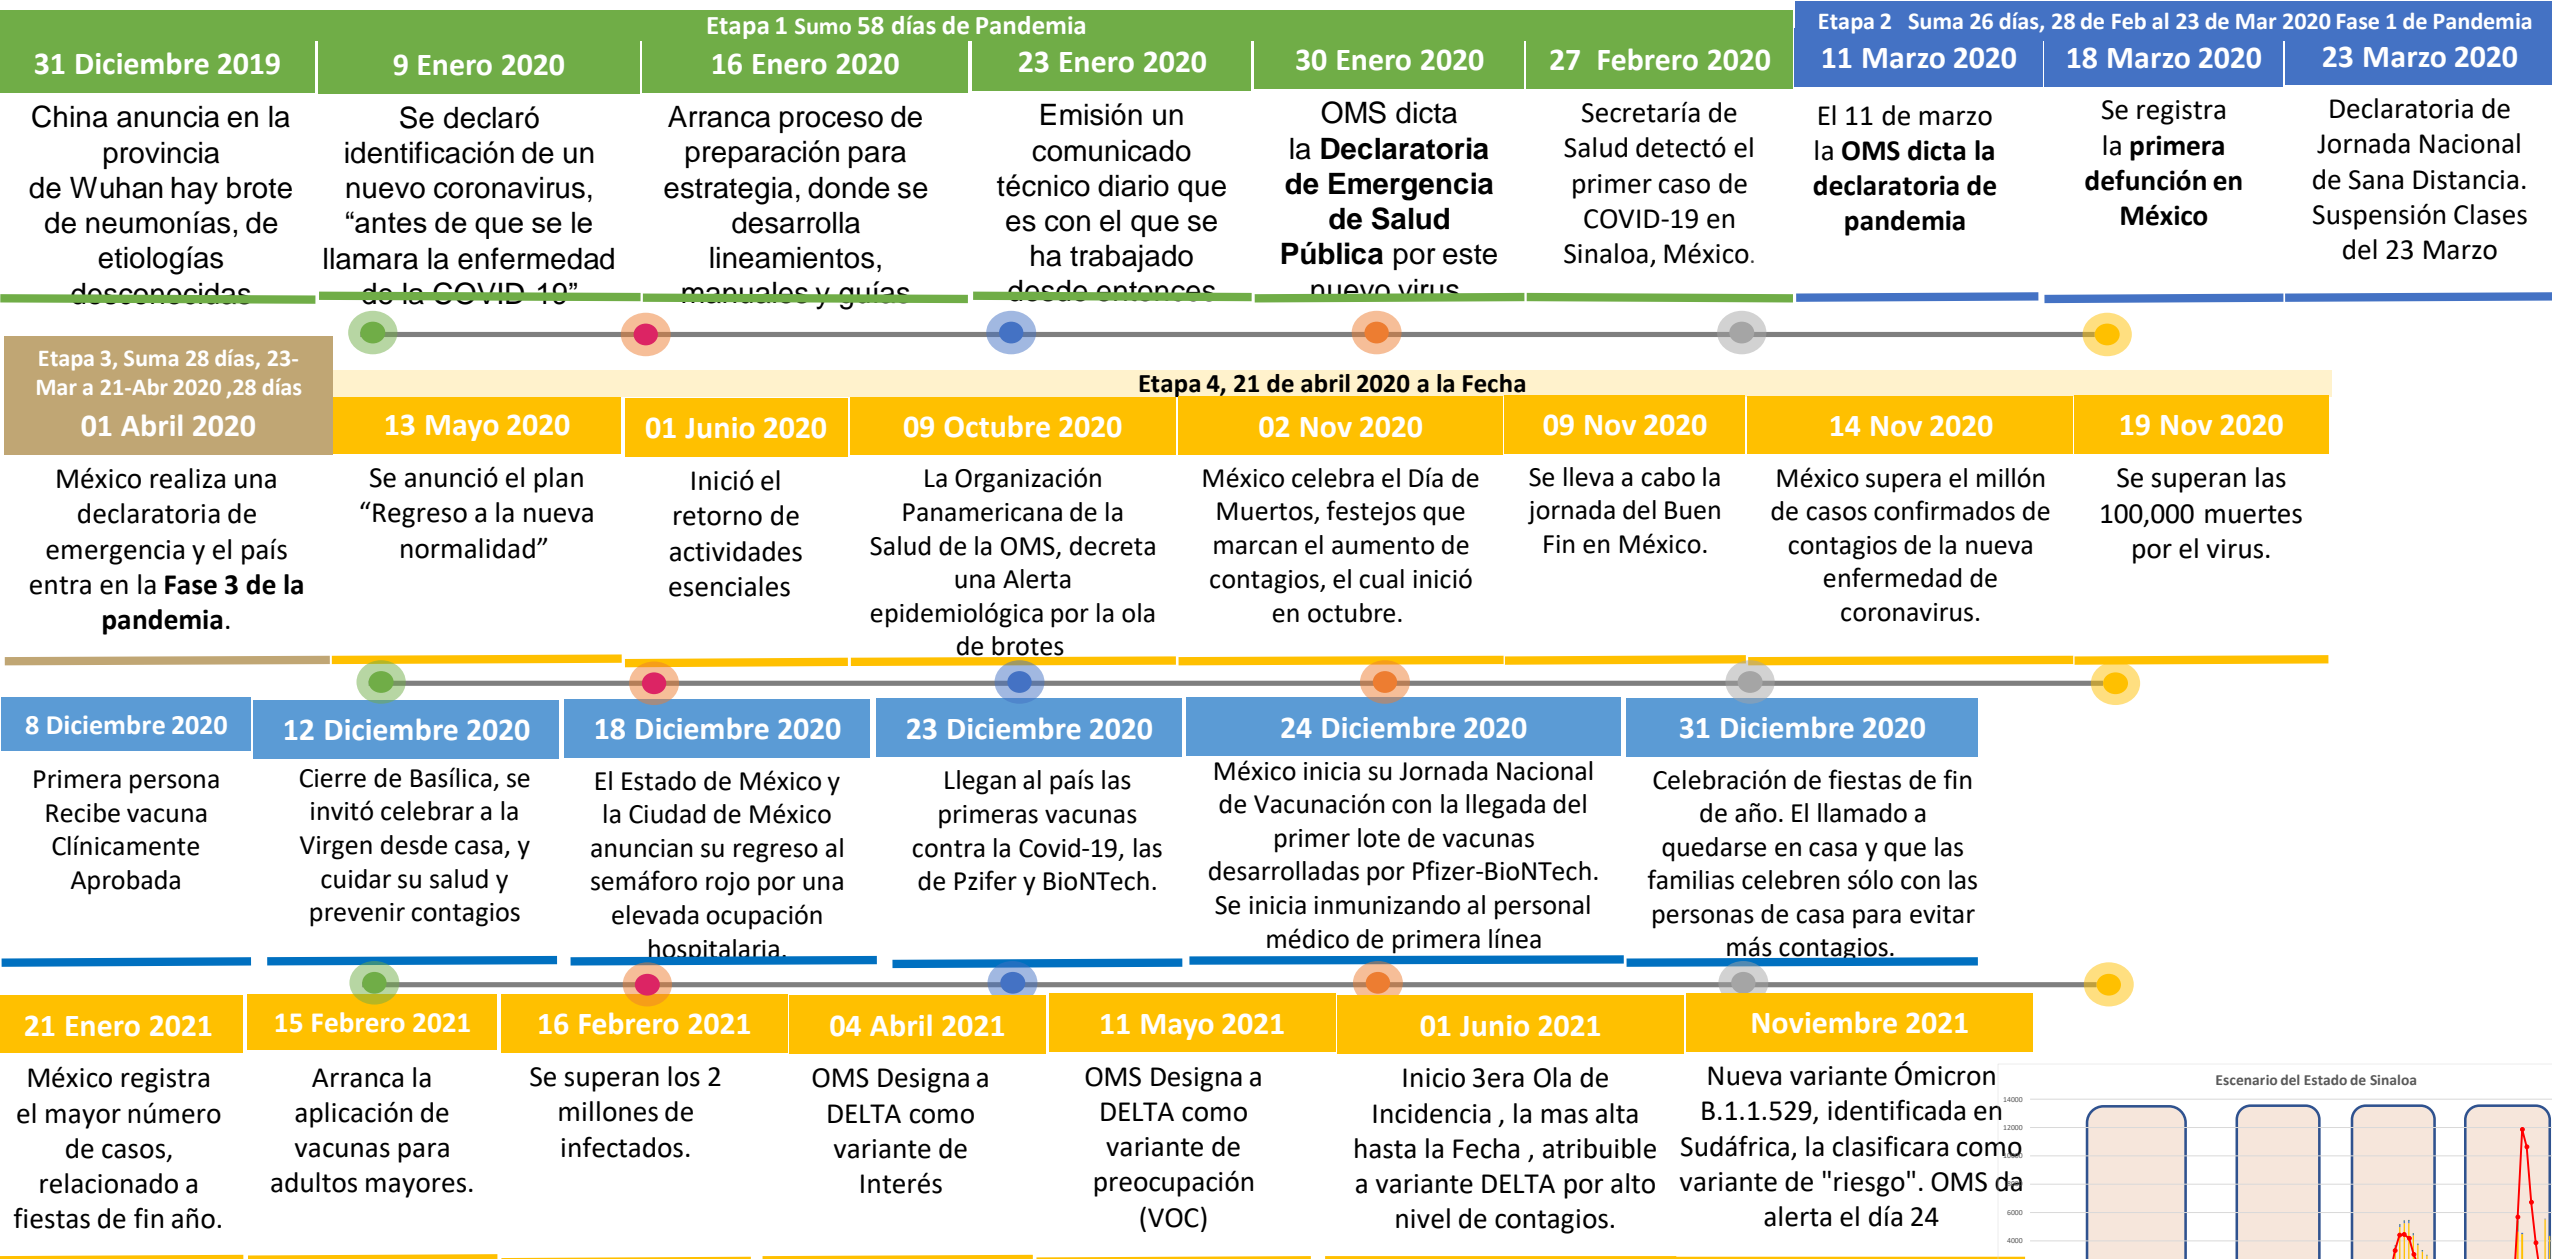 Etapa 1 Sumo 58 días de Pandemia
Etapa 2 Suma 26 días, 28 de Feb al 23 de Mar 2020 Fase 1 de Pandemia
31 Diciembre 2019
China anuncia en la
provincia
de Wuhan hay brote
de neumonías, de
etiologías
desconocidas
9 Enero 2020
Se declaró
identificación de un
nuevo coronavirus,
“antes de que se le
llamara la enfermedad
de la COVID-19”
16 Enero 2020
Arranca proceso de
preparación para
estrategia, donde se
desarrolla
lineamientos,
manuales y guías
23 Enero 2020
Emisión un
comunicado
técnico diario que
es con el que se
ha trabajado
desde entonces
30 Enero 2020
OMS dicta
la Declaratoria
de Emergencia
de Salud
Pública por este
nuevo virus
27 Febrero 2020
Secretaría de
Salud detectó el
primer caso de
COVID-19 en
Sinaloa, México.
11 Marzo 2020
El 11 de marzo
la OMS dicta la
declaratoria de
pandemia
18 Marzo 2020
Se registra
la primera
defunción en
México
23 Marzo 2020
Declaratoria de
Jornada Nacional
de Sana Distancia.
Suspensión Clases
del 23 Marzo
Etapa 3, Suma 28 días, 23-
Mar a 21-Abr 2020 ,28 días
Etapa 4, 21 de abril 2020 a la Fecha
01 Abril 2020
México realiza una
declaratoria de
emergencia y el país
entra en la Fase 3 de la
pandemia.
13 Mayo 2020
Se anunció el plan
“Regreso a la nueva
normalidad”
01 Junio 2020
Inició el
retorno de
actividades
esenciales
09 Octubre 2020
La Organización
Panamericana de la
Salud de la OMS, decreta
una Alerta
epidemiológica por la ola
de brotes
02 Nov 2020
México celebra el Día de
Muertos, festejos que
marcan el aumento de
contagios, el cual inició
en octubre.
09 Nov 2020
Se lleva a cabo la
jornada del Buen
Fin en México.
14 Nov 2020
México supera el millón
de casos confirmados de
contagios de la nueva
enfermedad de
coronavirus.
19 Nov 2020
Se superan las
100,000 muertes
por el virus.
8 Diciembre 2020
Primera persona
Recibe vacuna
Clínicamente
Aprobada
12 Diciembre 2020
Cierre de Basílica, se
invitó celebrar a la
Virgen desde casa, y
cuidar su salud y
prevenir contagios
18 Diciembre 2020
El Estado de México y
la Ciudad de México
anuncian su regreso al
semáforo rojo por una
elevada ocupación
hospitalaria.
23 Diciembre 2020
Llegan al país las
primeras vacunas
contra la Covid-19, las
de Pzifer y BioNTech.
24 Diciembre 2020
México inicia su Jornada Nacional
de Vacunación con la llegada del
primer lote de vacunas
desarrolladas por Pfizer-BioNTech.
Se inicia inmunizando al personal
médico de primera línea
31 Diciembre 2020
Celebración de fiestas de fin
de año. El llamado a
quedarse en casa y que las
familias celebren sólo con las
personas de casa para evitar
más contagios.
21 Enero 2021
México registra
el mayor número
de casos,
relacionado a
fiestas de fin año.
15 Febrero 2021
Arranca la
aplicación de
vacunas para
adultos mayores.
16 Febrero 2021
Se superan los 2
millones de
infectados.
04 Abril 2021
OMS Designa a
DELTA como
variante de
Interés
11 Mayo 2021
OMS Designa a
DELTA como
variante de
preocupación
(VOC)
01 Junio 2021
Inicio 3era Ola de
Incidencia , la mas alta
hasta la Fecha , atribuible
a variante DELTA por alto
nivel de contagios.
Noviembre 2021
Nueva variante Ómicron
B.1.1.529, identificada en
Sudáfrica, la clasificara como
variante de "riesgo". OMS da
alerta el día 24
Escenario del Estado de Sinaloa
14000
12000
10000
6000
4000